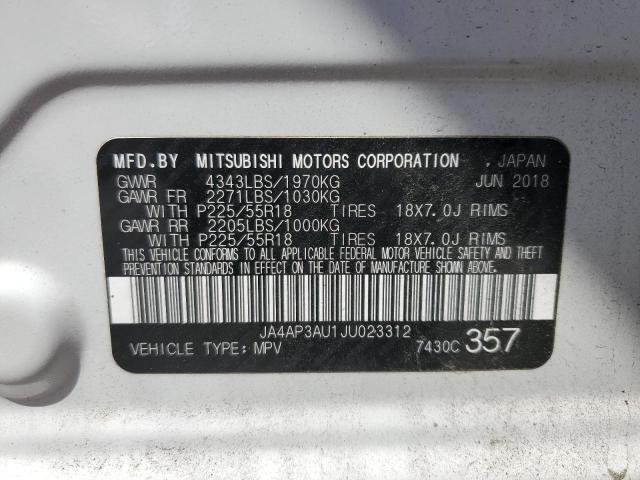 MFD.BY MITSUBISHI MOTORS CORPORATION , JAPAN
GVWR 4343LBS/1970KG JUN 2018
GAWR FR 2271LBS/1030KG
WITH P225/55R18 TIRES 18X7.0J RIMS
GAWR RR 2205LBS/1000KG
WITH P225/55R18 TIRES 18X7.0J RIMS
THIS VEHICLE CONFORMS TO ALL APPLICABLE FEDERAL MOTOR VEHICLE SAFETY AND THEFT
PREVENTION STANDARDS IN EFFECT ON THE DATE OF MANUFACTURE SHOWN ABOVE.
JA4AP3AU1JU023312
VEHICLE TYPE: MPV 7430C 357